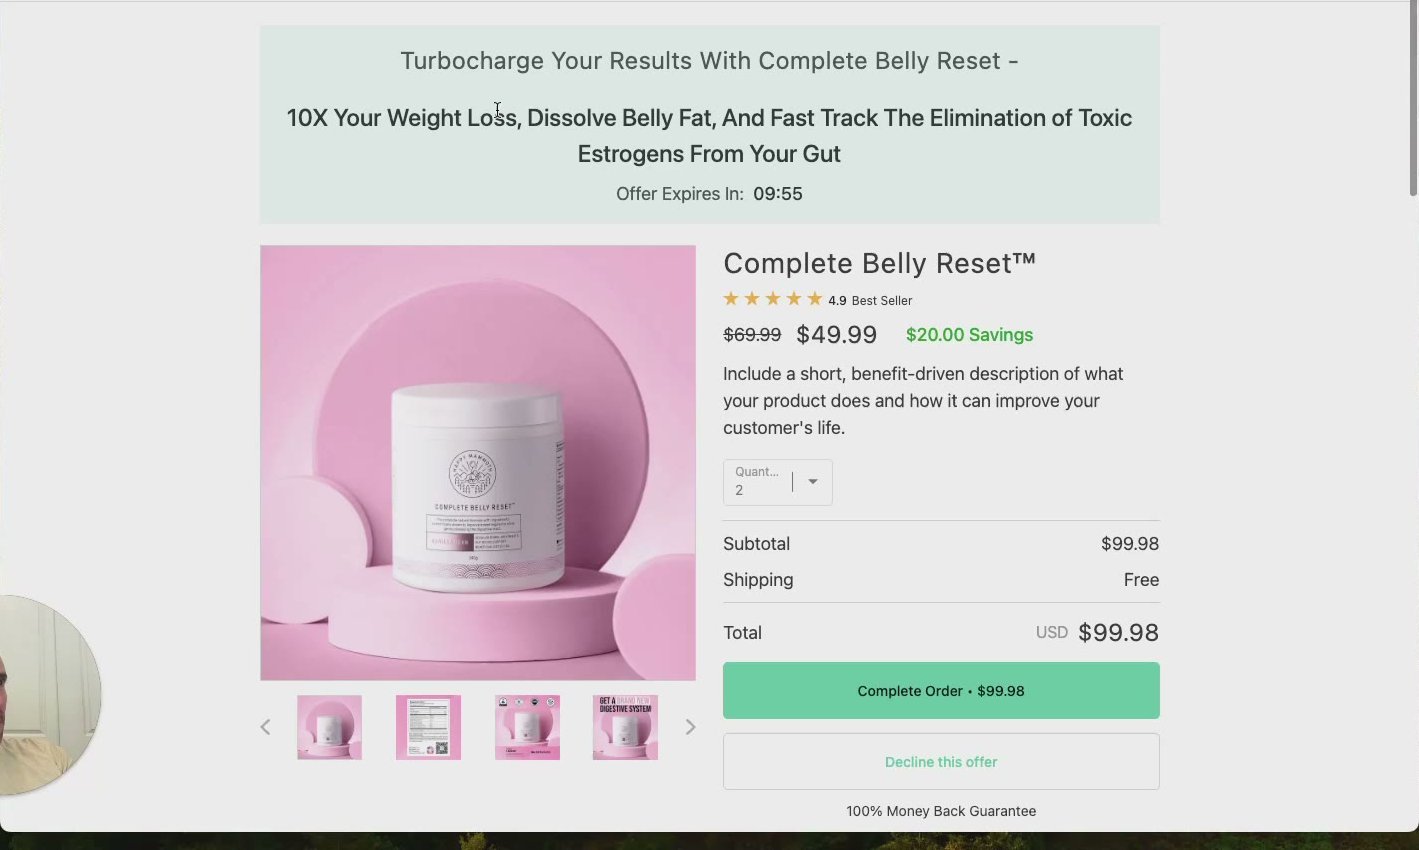 Turbocharge Your Results With Complete Belly Reset -
10X Your Weight Loss, Dissolve Belly Fat, And Fast Track The Elimination of Toxic
Estrogens From Your Gut
Offer Expires In: 09:55
Complete Belly Reset™
4.9 Best Seller
$69.99 $49.99 $20.00 Savings
Include a short, benefit-driven description of what
your product does and how it can improve your
customer's life.
Quant...
2
Subtotal $99.98
Shipping Free
Total USD $99.98
Complete Order • $99.98
Decline this offer
100% Money Back Guarantee
HAPPY MAMMOTH
COMPLETE BELLY RESET™
GET A BRAND NEW
DIGESTIVE SYSTEM